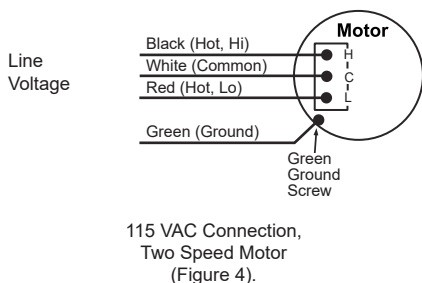 Motor
Line
Voltage
Black (Hot, Hi)
H
White (Common)
C
Red (Hot, Lo)
L
Green (Ground)
Green
Ground
Screw
115 VAC Connection,
Two Speed Motor
(Figure 4).